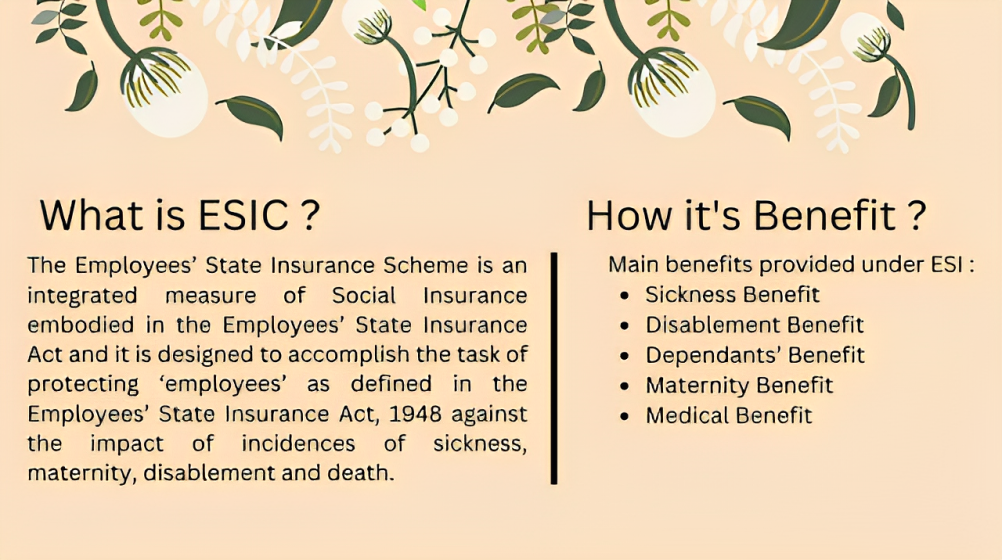 What is ESIC ?
The Employees’ State Insurance Scheme is an
integrated measure of Social Insurance
embodied in the Employees’ State Insurance
Act and it is designed to accomplish the task of
protecting ‘employees’ as defined in the
Employees’ State Insurance Act, 1948 against
the impact of incidences of sickness,
maternity, disablement and death.
How it's Benefit ?
Main benefits provided under ESI :
• Sickness Benefit
• Disablement Benefit
• Dependants’ Benefit
• Maternity Benefit
• Medical Benefit